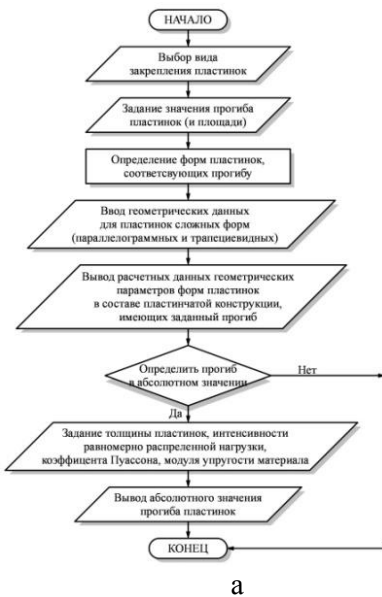 НАЧАЛО
Выбор вида
закрепления пластинок
Задание значения прогиба
пластинок (и площади)
Определение форм пластинок,
соответсвующих прогибу
Ввод геометрических данных
для пластинок сложных форм
(параллелограммных и трапециевидных)
Вывод расчетных данных геометрических
параметров форм пластинок
в составе пластинчатой конструкции,
имеющих заданный прогиб
Определить прогиб
в абсолютном значении
Нет
Да
Задание толщины пластинок, интенсивности
равномерно распреленной нагрузки,
коэффицента Пуассона, модуля упругости материала
Вывод абсолютного значения
прогиба пластинок
КОНЕЦ
а